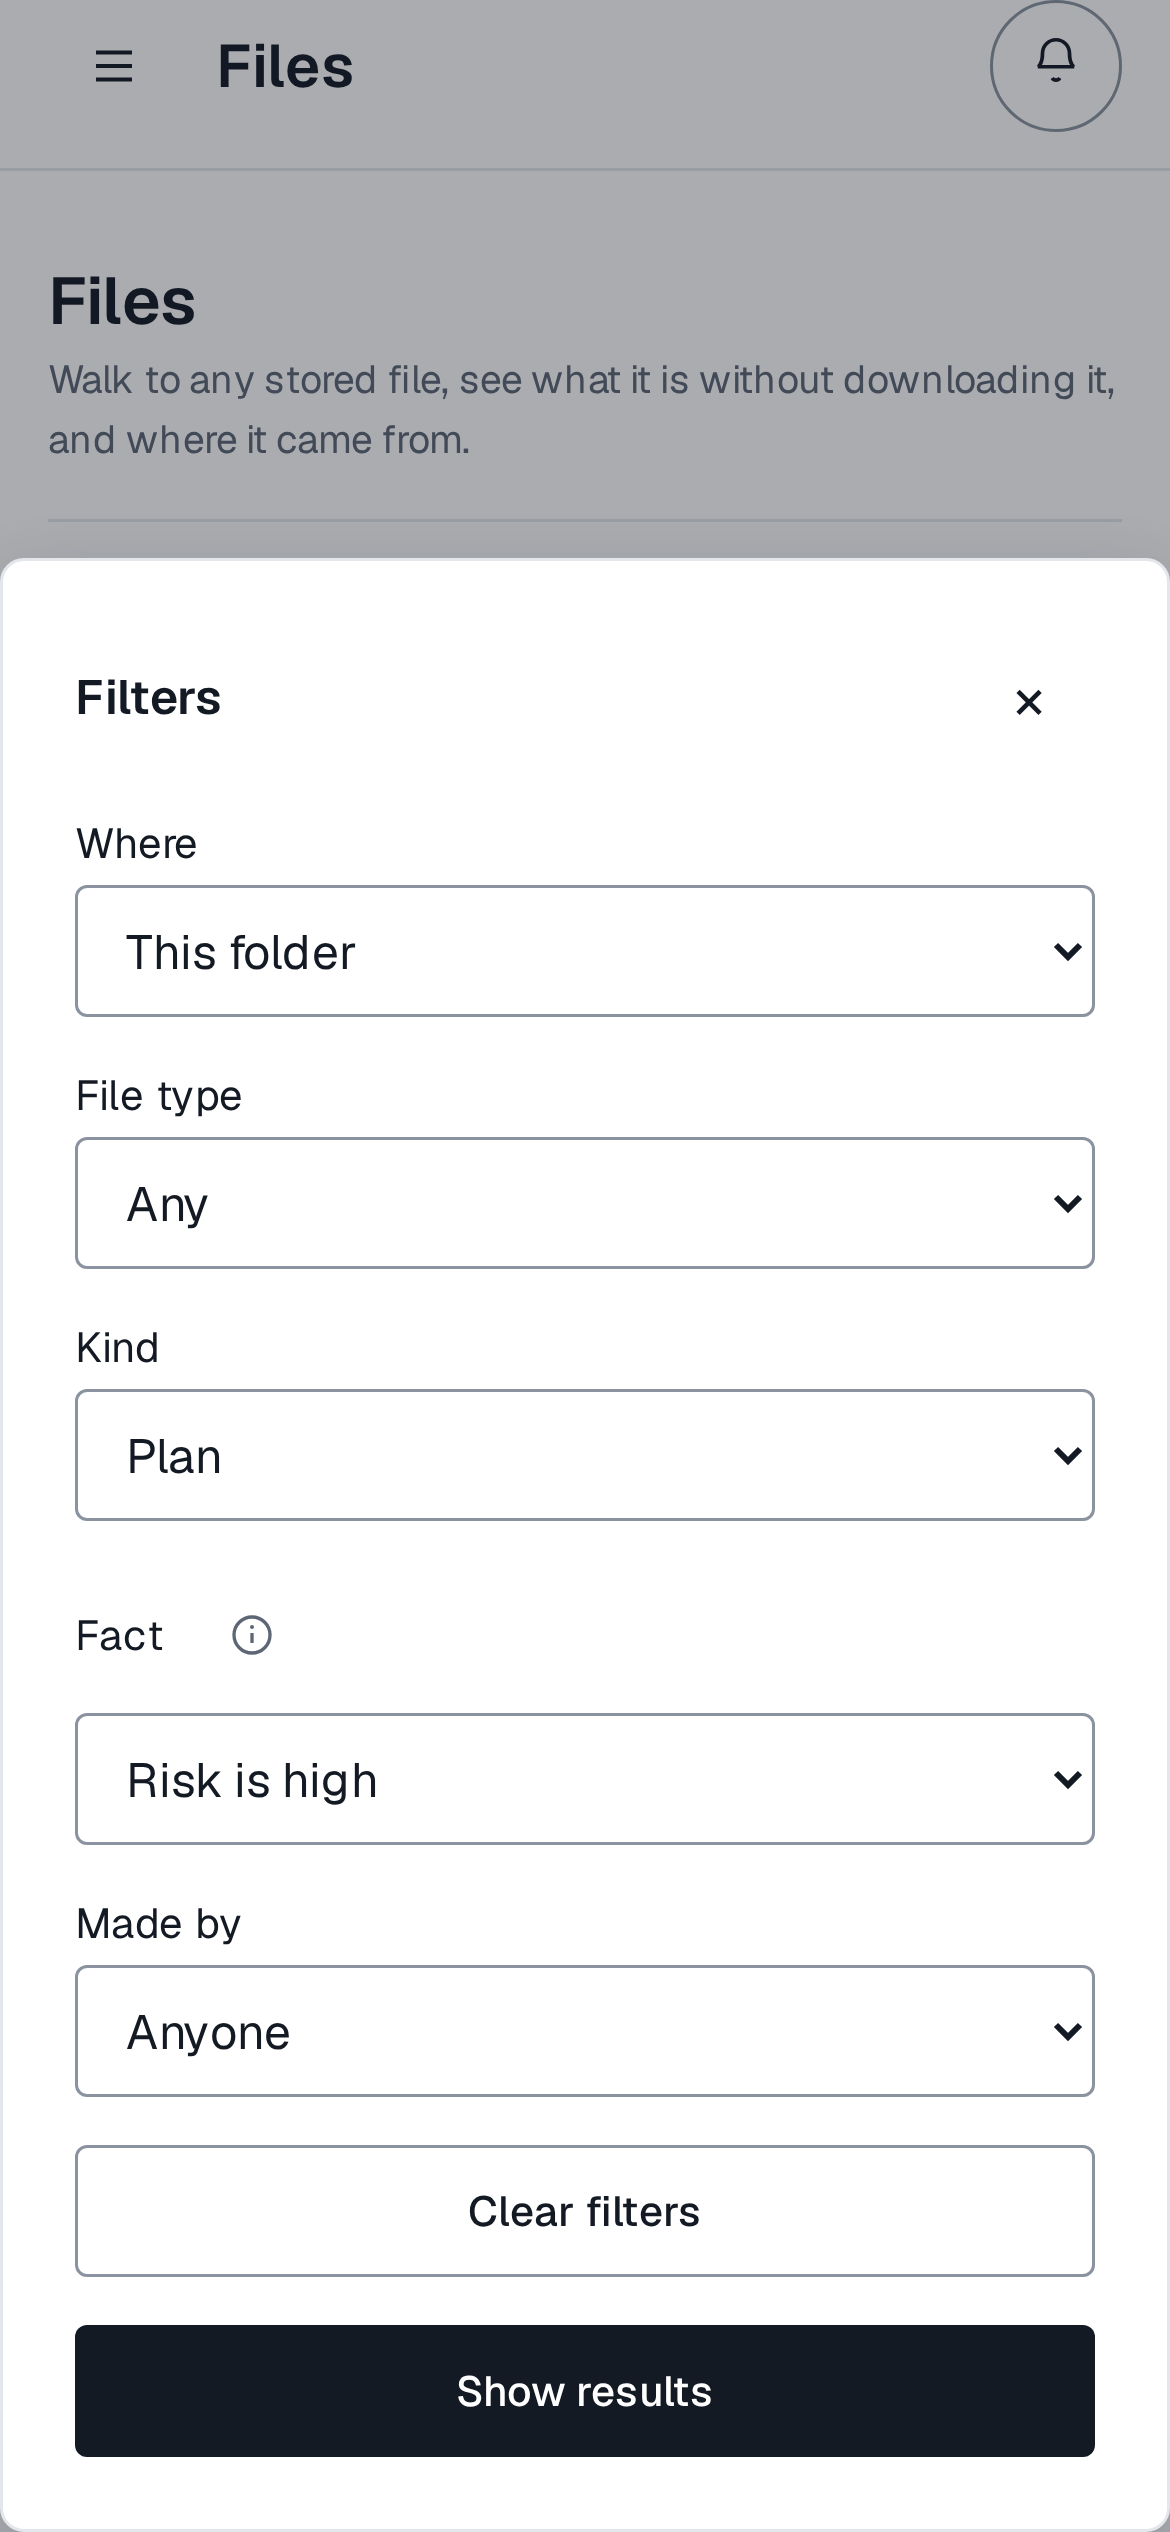 Files
Files
Walk to any stored file, see what it is without downloading it,
and where it came from.
Filters
Where
This folder
File type
Any
Kind
Plan
Fact
Risk is high
Made by
Anyone
Clear filters
Show results